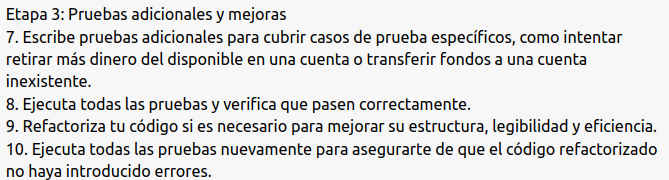 Etapa 3: Pruebas adicionales y mejoras
7. Escribe pruebas adicionales para cubrir casos de prueba específicos, como intentar
retirar más dinero del disponible en una cuenta o transferir fondos a una cuenta
inexistente.
8. Ejecuta todas las pruebas y verifica que pasen correctamente.
9. Refactoriza tu código si es necesario para mejorar su estructura, legibilidad y eficiencia.
10. Ejecuta todas las pruebas nuevamente para asegurarte de que el código refactorizado
no haya introducido errores.